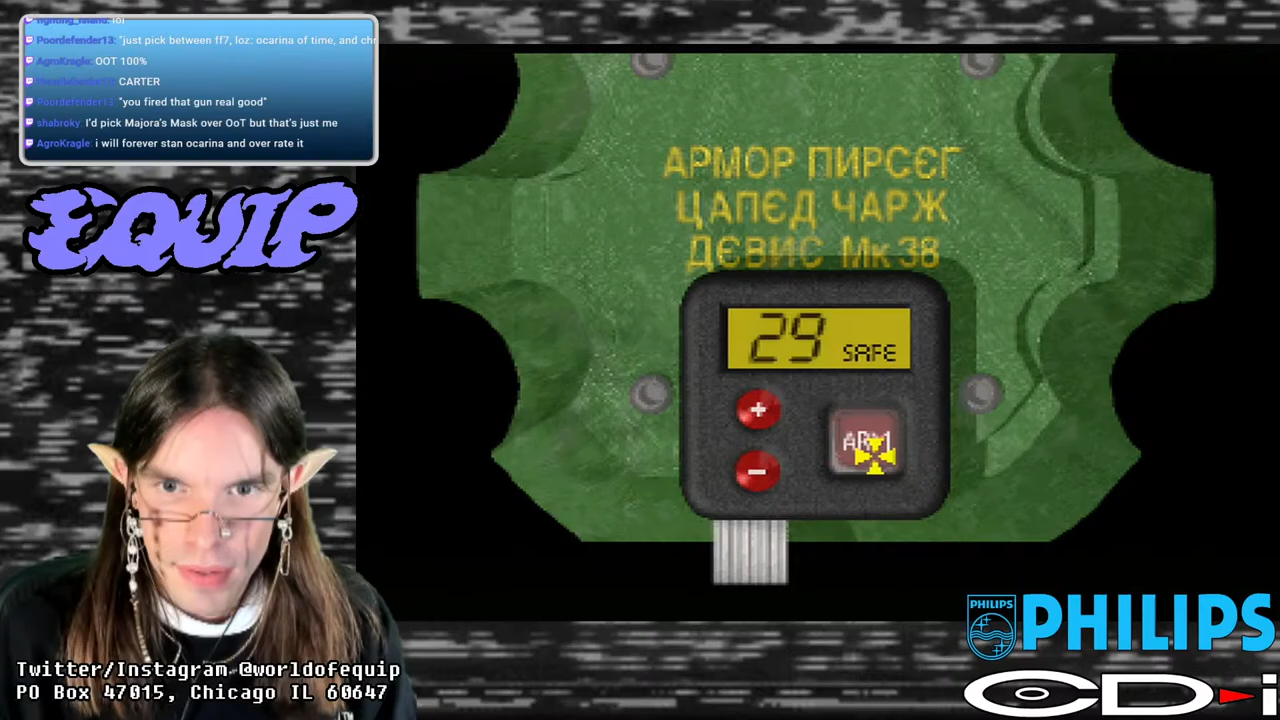 Poordefender13: "just pick between ff7, loz: ocarina of time, and chr
AgroKragle: OOT 100%
CARTER
Poordefender13: "you fired that gun real good"
shabroky: I'd pick Majora's Mask over OoT but that's just me
AgroKragle: i will forever stan ocarina and over rate it
EQUIP
АРМОР ПИРСЄГ
ЦАПЄД ЧАРЖ
ДЄВИС Мк 38
29 SAFE
+
ARM
−
PHILIPS
PHILIPS
CD-i
Twitter/Instagram @worldofequip
PO Box 47015, Chicago IL 60647